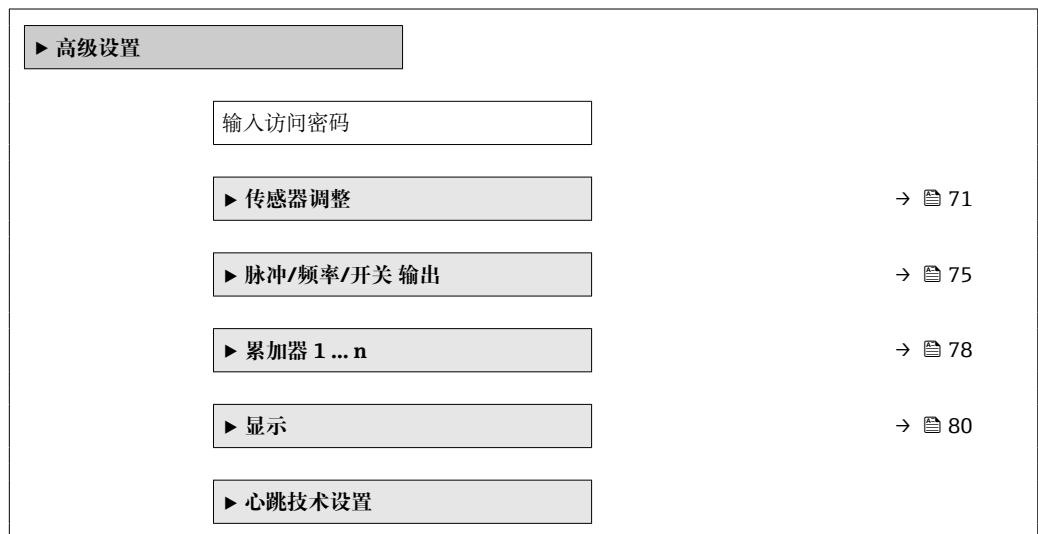 ▶ 高级设置
输入访问密码
▶ 传感器调整 → 71
▶ 脉冲/频率/开关 输出 → 75
▶ 累加器 1 … n → 78
▶ 显示 → 80
▶ 心跳技术设置